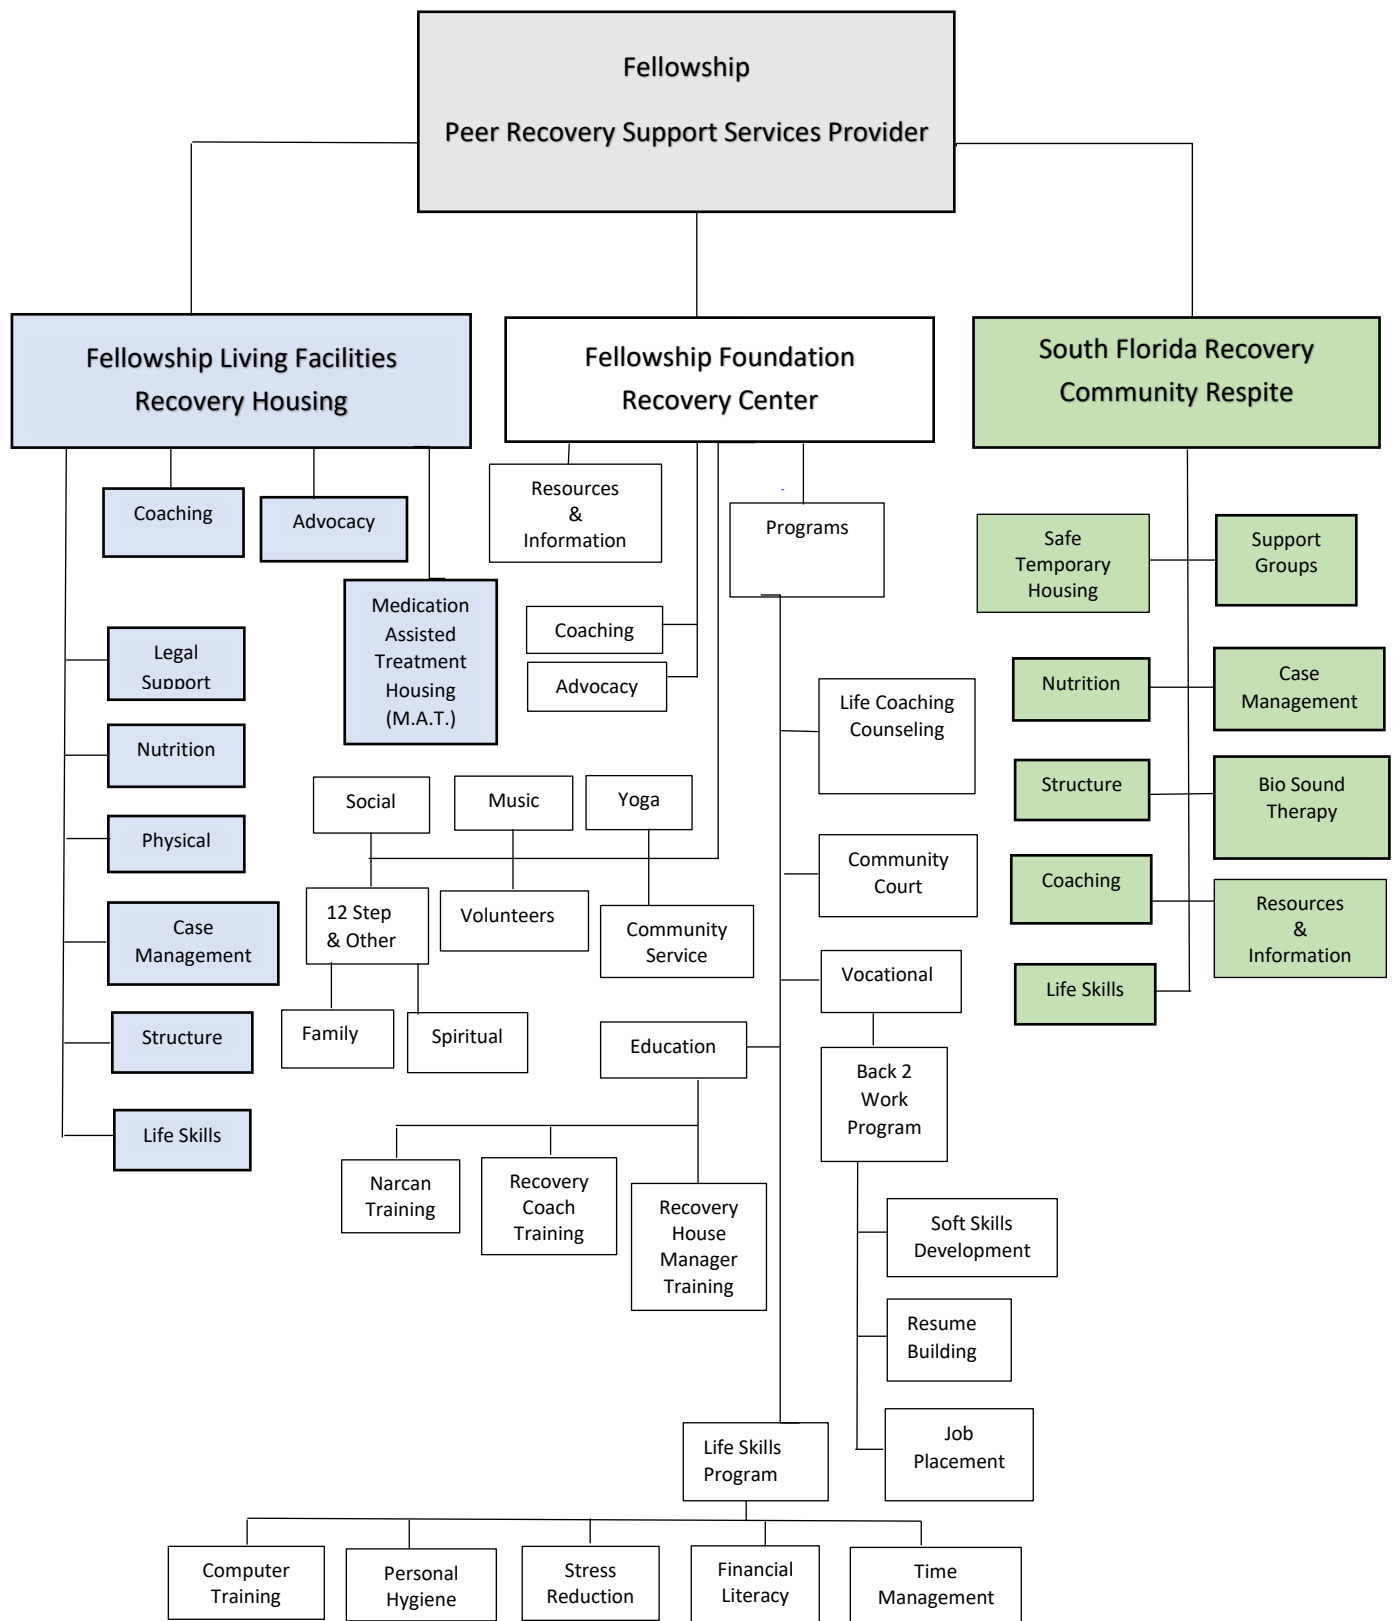 Fellowship
Peer Recovery Support Services Provider
Fellowship Living Facilities
Recovery Housing
Fellowship Foundation
Recovery Center
South Florida Recovery
Community Respite
Coaching
Advocacy
Medication
Assisted
Treatment
Housing
(M.A.T.)
Legal
Support
Nutrition
Physical
Case
Management
Structure
Life Skills
Resources
&
Information
Programs
Coaching
Advocacy
Social
Music
Yoga
12 Step
& Other
Volunteers
Community
Service
Family
Spiritual
Life Coaching
Counseling
Community
Court
Vocational
Education
Back 2
Work
Program
Narcan
Training
Recovery
Coach
Training
Recovery
House
Manager
Training
Soft Skills
Development
Resume
Building
Job
Placement
Life Skills
Program
Computer
Training
Personal
Hygiene
Stress
Reduction
Financial
Literacy
Time
Management
Safe
Temporary
Housing
Support
Groups
Nutrition
Case
Management
Structure
Bio Sound
Therapy
Coaching
Resources
&
Information
Life Skills